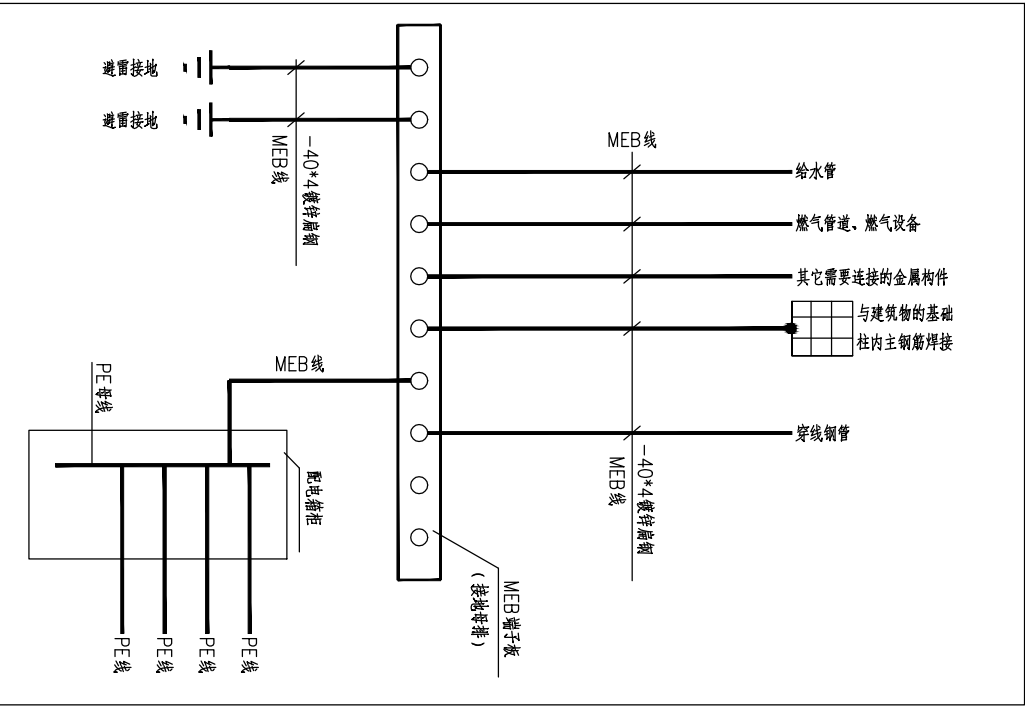 避雷接地
避雷接地
MEB线
-40*4镀锌扁钢
MEB线
给水管
燃气管道、燃气设备
其它需要连接的金属构件
与建筑物的基础
柱内主钢筋焊接
穿线钢管
-40*4镀锌扁钢
MEB线
MEB线
PE母线
配电箱柜
PE线
PE线
PE线
PE线
MEB端子板
(接地母排)